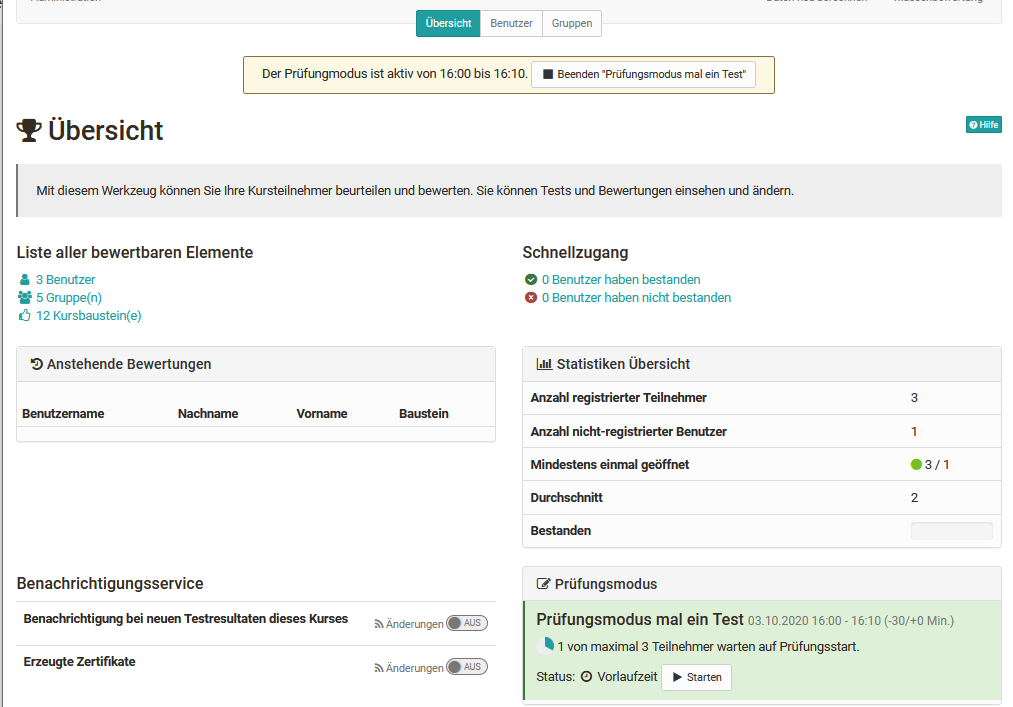 Administration
Daten neu berechnen
Massenbewertung
Übersicht
Benutzer
Gruppen
Der Prüfungmodus ist aktiv von 16:00 bis 16:10.
Beenden "Prüfungsmodus mal ein Test"
Übersicht
Hilfe
Mit diesem Werkzeug können Sie Ihre Kursteilnehmer beurteilen und bewerten. Sie können Tests und Bewertungen einsehen und ändern.
Liste aller bewertbaren Elemente
3 Benutzer
5 Gruppe(n)
12 Kursbaustein(e)
Schnellzugang
0 Benutzer haben bestanden
0 Benutzer haben nicht bestanden
Anstehende Bewertungen
Benutzername Nachname Vorname Baustein
Statistiken Übersicht
Anzahl registrierter Teilnehmer 3
Anzahl nicht-registrierter Benutzer 1
Mindestens einmal geöffnet 3 / 1
Durchschnitt 2
Bestanden
Benachrichtigungsservice
Benachrichtigung bei neuen Testresultaten dieses Kurses Änderungen AUS
Erzeugte Zertifikate Änderungen AUS
Prüfungsmodus
Prüfungsmodus mal ein Test 03.10.2020 16:00 - 16:10 (-30/+0 Min.)
1 von maximal 3 Teilnehmer warten auf Prüfungsstart.
Status: Vorlaufzeit Starten